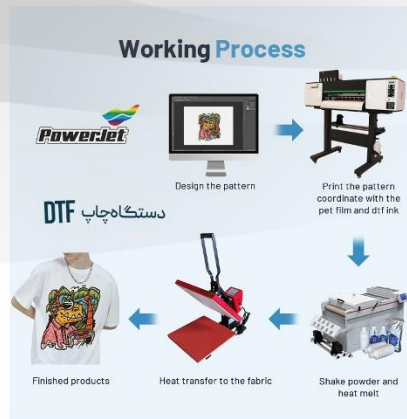 Working Process
PowerJet
Design the pattern
Print the pattern
coordinate with the
pet film and dtf ink
دستگاه‌چاپ DTF
Finished products
Heat transfer to the fabric
Shake powder and
heat melt